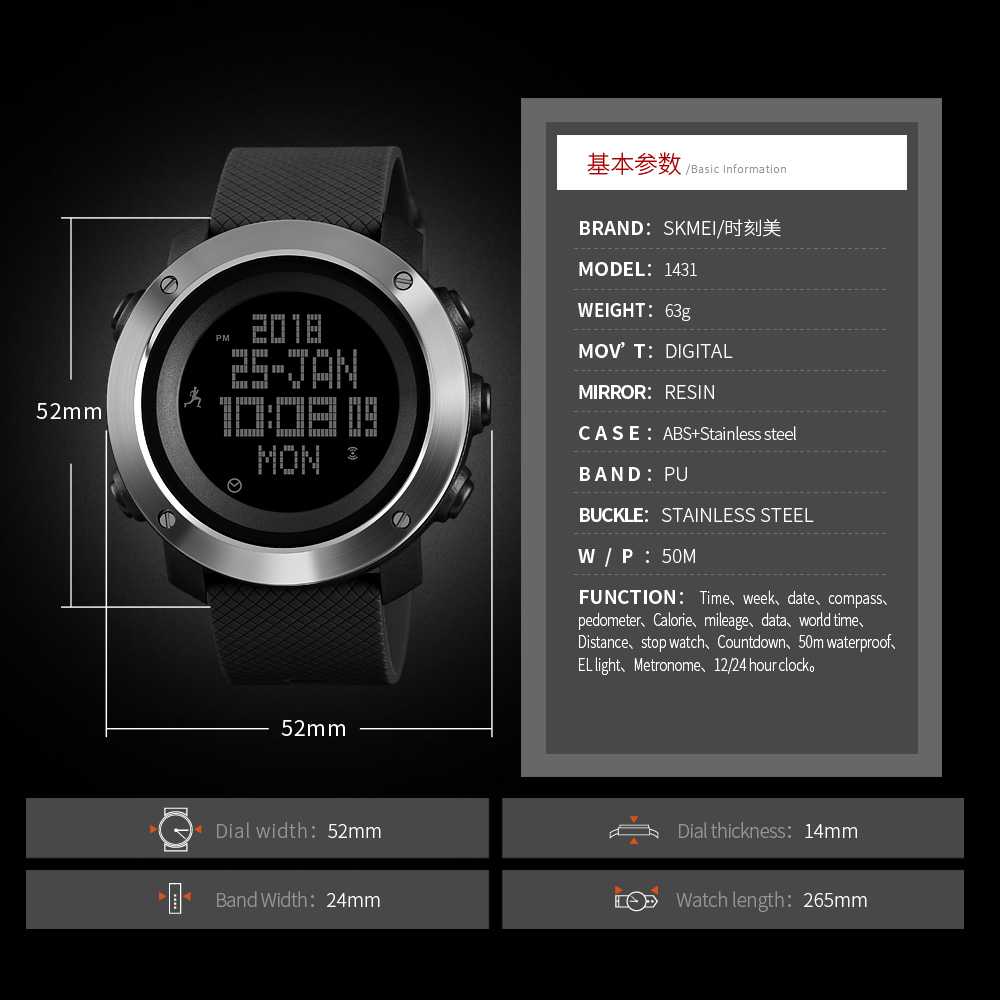 基本参数 /Basic Information
BRAND: SKMEI/时刻美
MODEL: 1431
WEIGHT: 63g
MOV'T: DIGITAL
MIRROR: RESIN
CASE: ABS+Stainless steel
BAND: PU
BUCKLE: STAINLESS STEEL
W/P: 50M
FUNCTION: Time、week、date、compass、
pedometer、Calorie、mileage、data、world time、
Distance、stop watch、Countdown、50m waterproof、
EL light、Metronome、12/24 hour clock。
PM 2018
25-JAN
10:08 09
MON
52mm
52mm
Dial width: 52mm
Dial thickness: 14mm
Band Width: 24mm
Watch length: 265mm